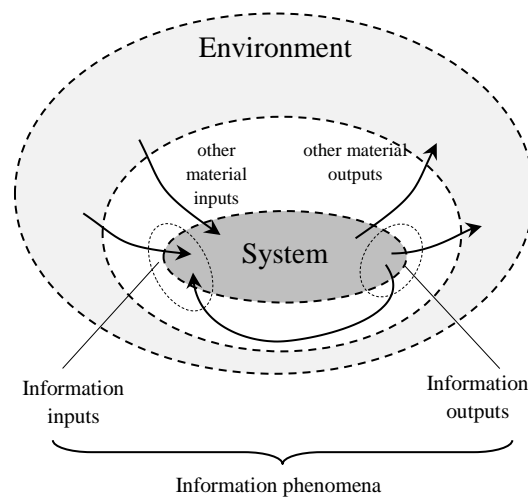 Environment
other
material
inputs
other material
outputs
System
Information
inputs
Information
outputs
Information phenomena